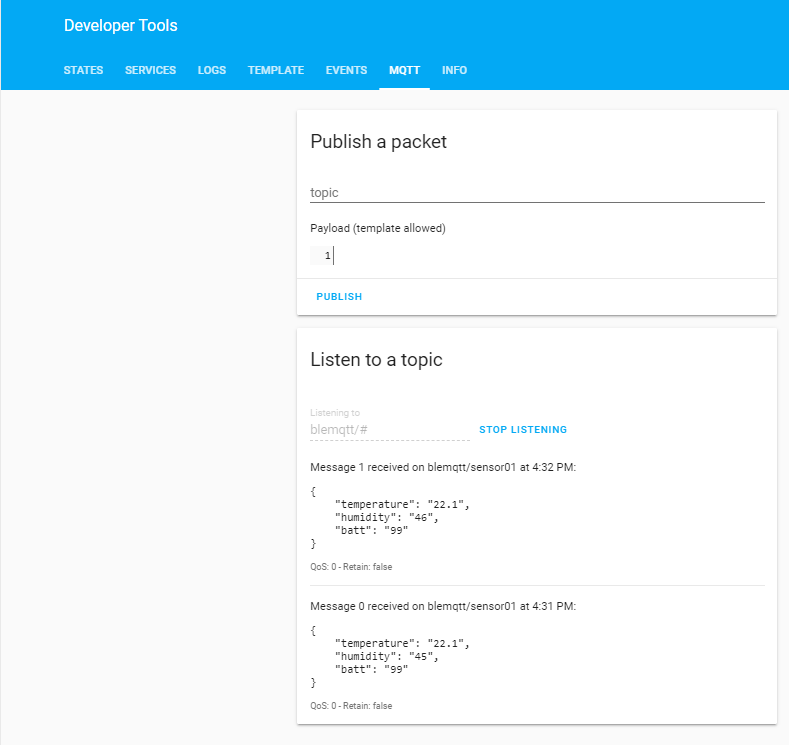 Developer Tools
STATES SERVICES LOGS TEMPLATE EVENTS MQTT INFO
Publish a packet
topic
Payload (template allowed)
1
PUBLISH
Listen to a topic
Listening to
blemqtt/# STOP LISTENING
Message 1 received on blemqtt/sensor01 at 4:32 PM:
{
    "temperature": "22.1",
    "humidity": "46",
    "batt": "99"
}
QoS: 0 - Retain: false
Message 0 received on blemqtt/sensor01 at 4:31 PM:
{
    "temperature": "22.1",
    "humidity": "45",
    "batt": "99"
}
QoS: 0 - Retain: false